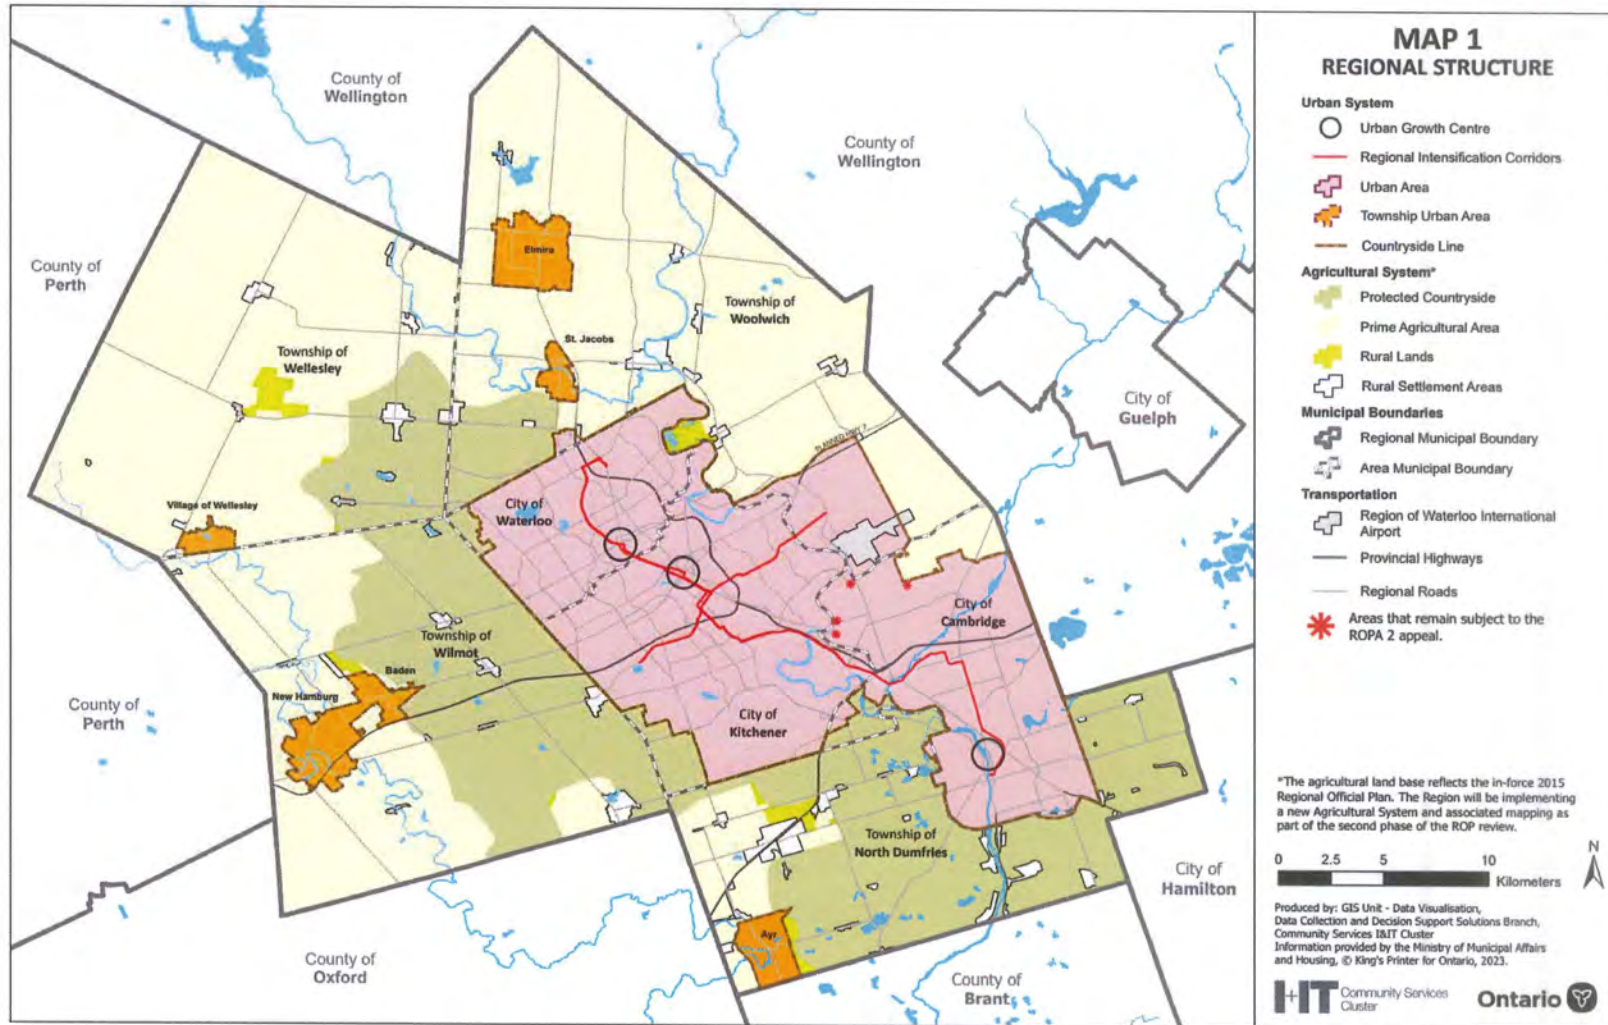 County of
Wellington
County of
Wellington
County of
Perth
Elmira
Township of
Woolwich
St. Jacobs
Township of
Wellesley
City of
Guelph
PLANNED HWY 7
Village of Wellesley
City of
Waterloo
City of
Cambridge
Township of
Wilmot
Baden
New Hamburg
County of
Perth
City of
Kitchener
Township of
North Dumfries
City of
Hamilton
Ayr
County of
Oxford
County of
Brant
MAP 1
REGIONAL STRUCTURE
Urban System
Urban Growth Centre
Regional Intensification Corridors
Urban Area
Township Urban Area
Countryside Line
Agricultural System*
Protected Countryside
Prime Agricultural Area
Rural Lands
Rural Settlement Areas
Municipal Boundaries
Regional Municipal Boundary
Area Municipal Boundary
Transportation
Region of Waterloo International
Airport
Provincial Highways
Regional Roads
Areas that remain subject to the
ROPA 2 appeal.
*The agricultural land base reflects the in-force 2015
Regional Official Plan. The Region will be implementing
a new Agricultural System and associated mapping as
part of the second phase of the ROP review.
N
0 2.5 5 10
Kilometers
Produced by: GIS Unit - Data Visualisation,
Data Collection and Decision Support Solutions Branch,
Community Services I&IT Cluster
Information provided by the Ministry of Municipal Affairs
and Housing, © King's Printer for Ontario, 2023.
I+IT Community Services
Cluster
Ontario